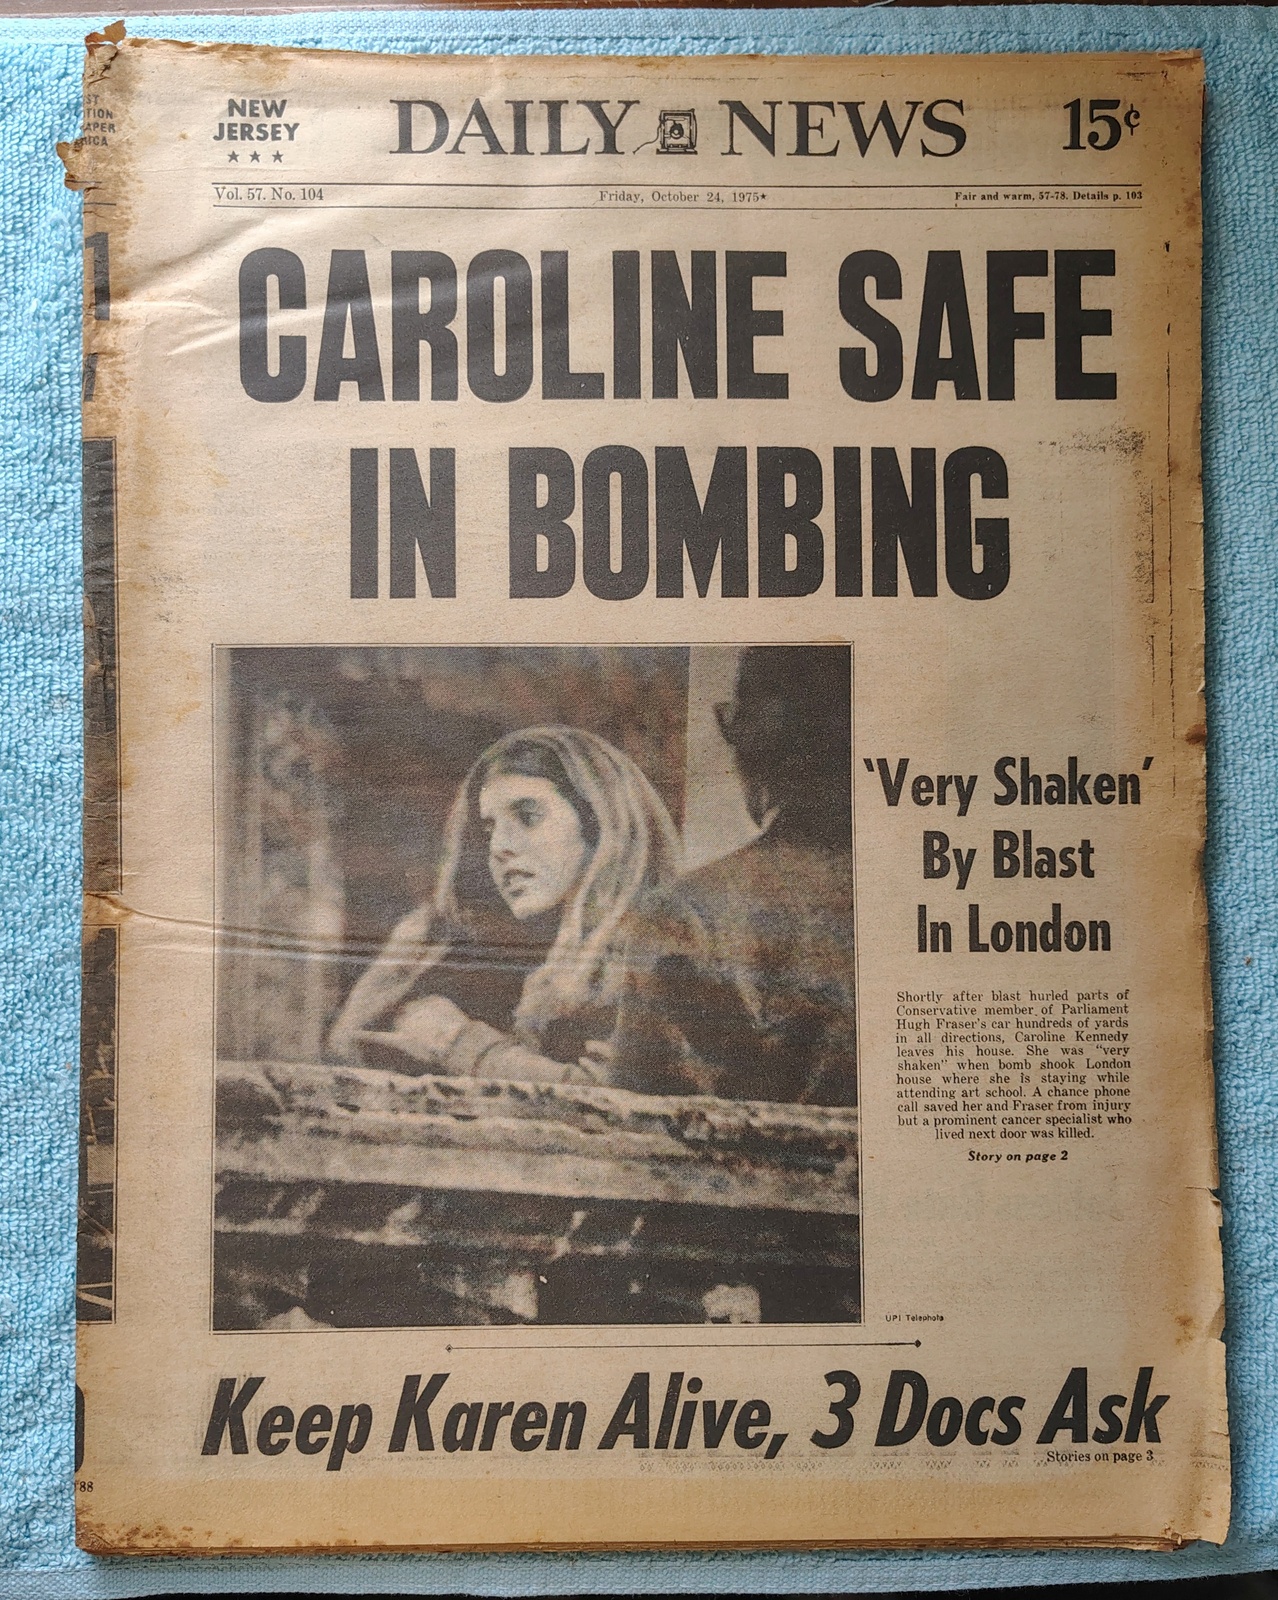 NEW
JERSEY
★ ★ ★
DAILY NEWS
15¢
Vol. 57. No. 104
Friday, October 24, 1975★
Fair and warm, 57-78. Details p. 103
CAROLINE SAFE
IN BOMBING
'Very Shaken'
By Blast
In London
Shortly after blast hurled parts of
Conservative member of Parliament
Hugh Fraser's car hundreds of yards
in all directions, Caroline Kennedy
leaves his house. She was "very
shaken" when bomb shook London
house where she is staying while
attending art school. A chance phone
call saved her and Fraser from injury
but a prominent cancer specialist who
lived next door was killed.
Story on page 2
UPI Telephoto
Keep Karen Alive, 3 Docs Ask
Stories on page 3
88